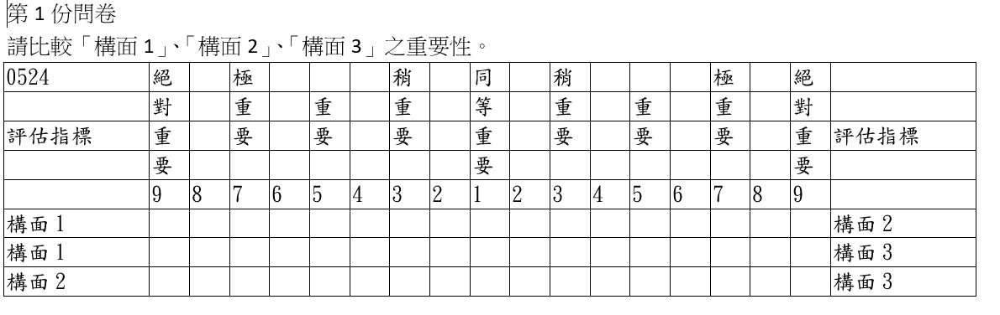 第 1 份問卷
請比較「構面 1」、「構面 2」、「構面 3」之重要性。
0524 絕 極 稍 同 稍 極 絕
對 重 重 重 等 重 重 重 對
評估指標 重 要 要 要 重 要 要 要 重 評估指標
要 要 要
9 8 7 6 5 4 3 2 1 2 3 4 5 6 7 8 9
構面 1 構面 2
構面 1 構面 3
構面 2 構面 3